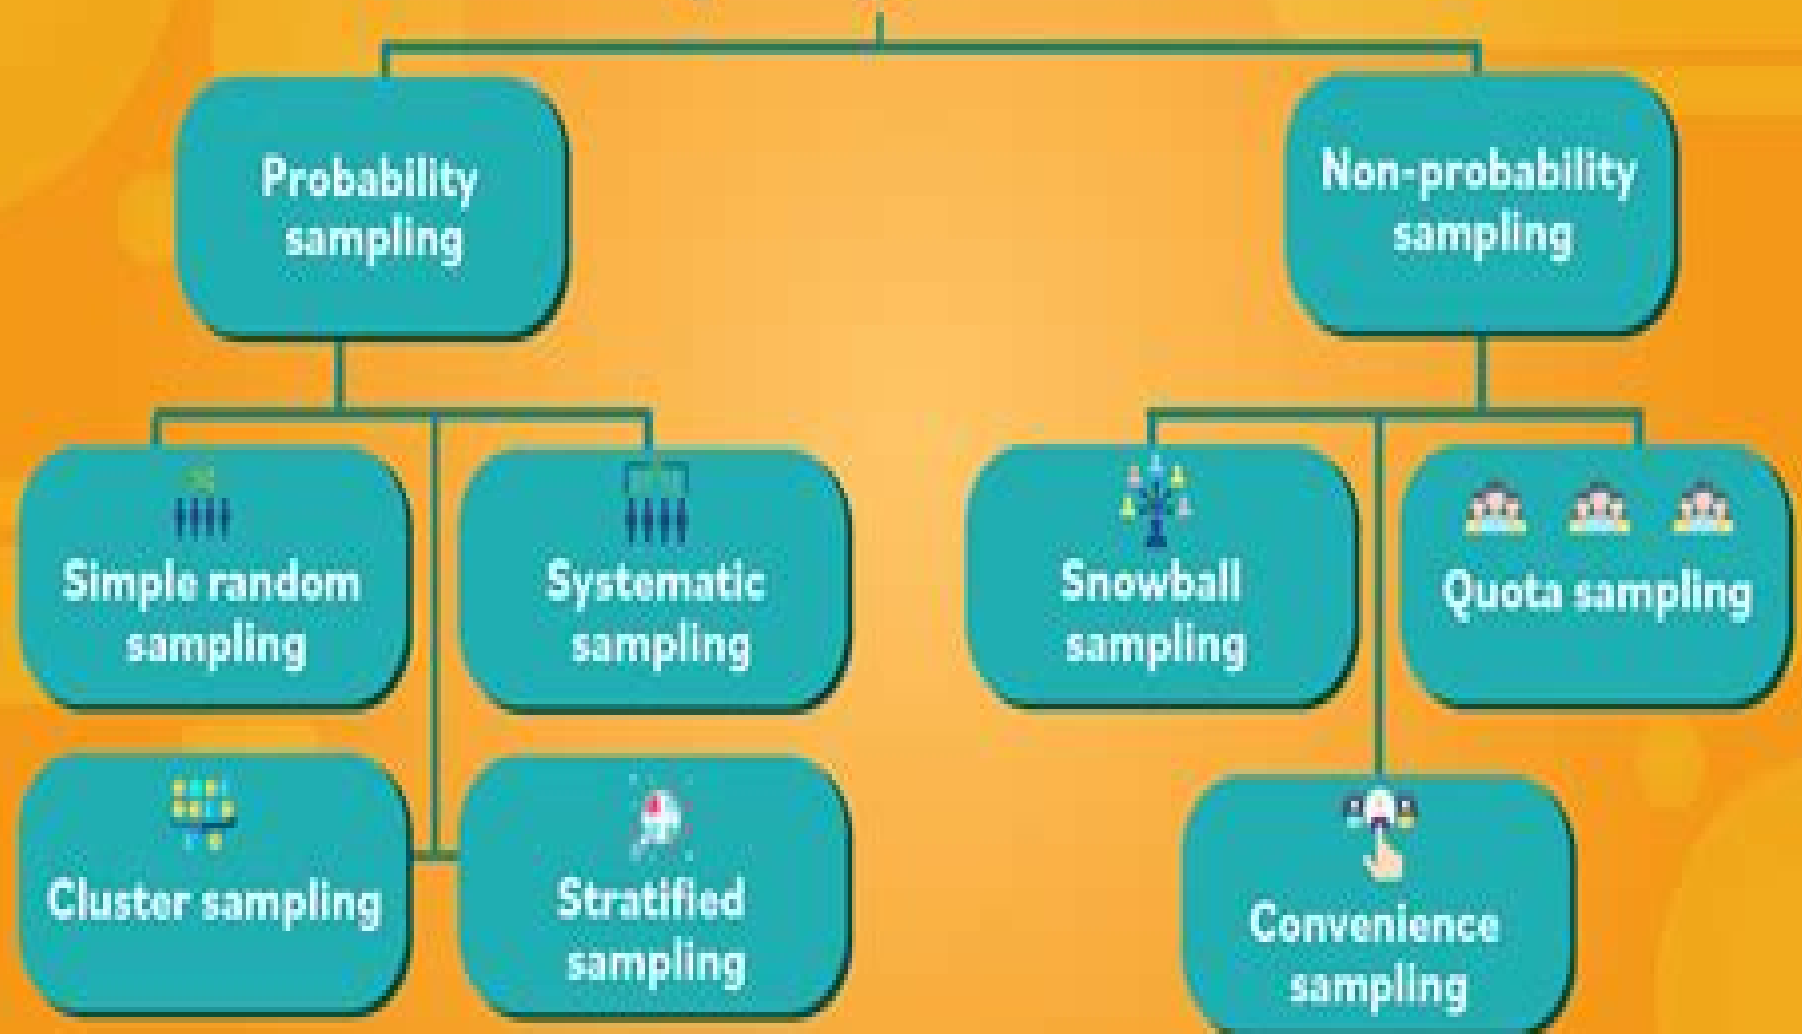 Probability
sampling
Non-probability
sampling
Simple random
sampling
Systematic
sampling
Snowball
sampling
Quota sampling
Cluster sampling
Stratified
sampling
Convenience
sampling